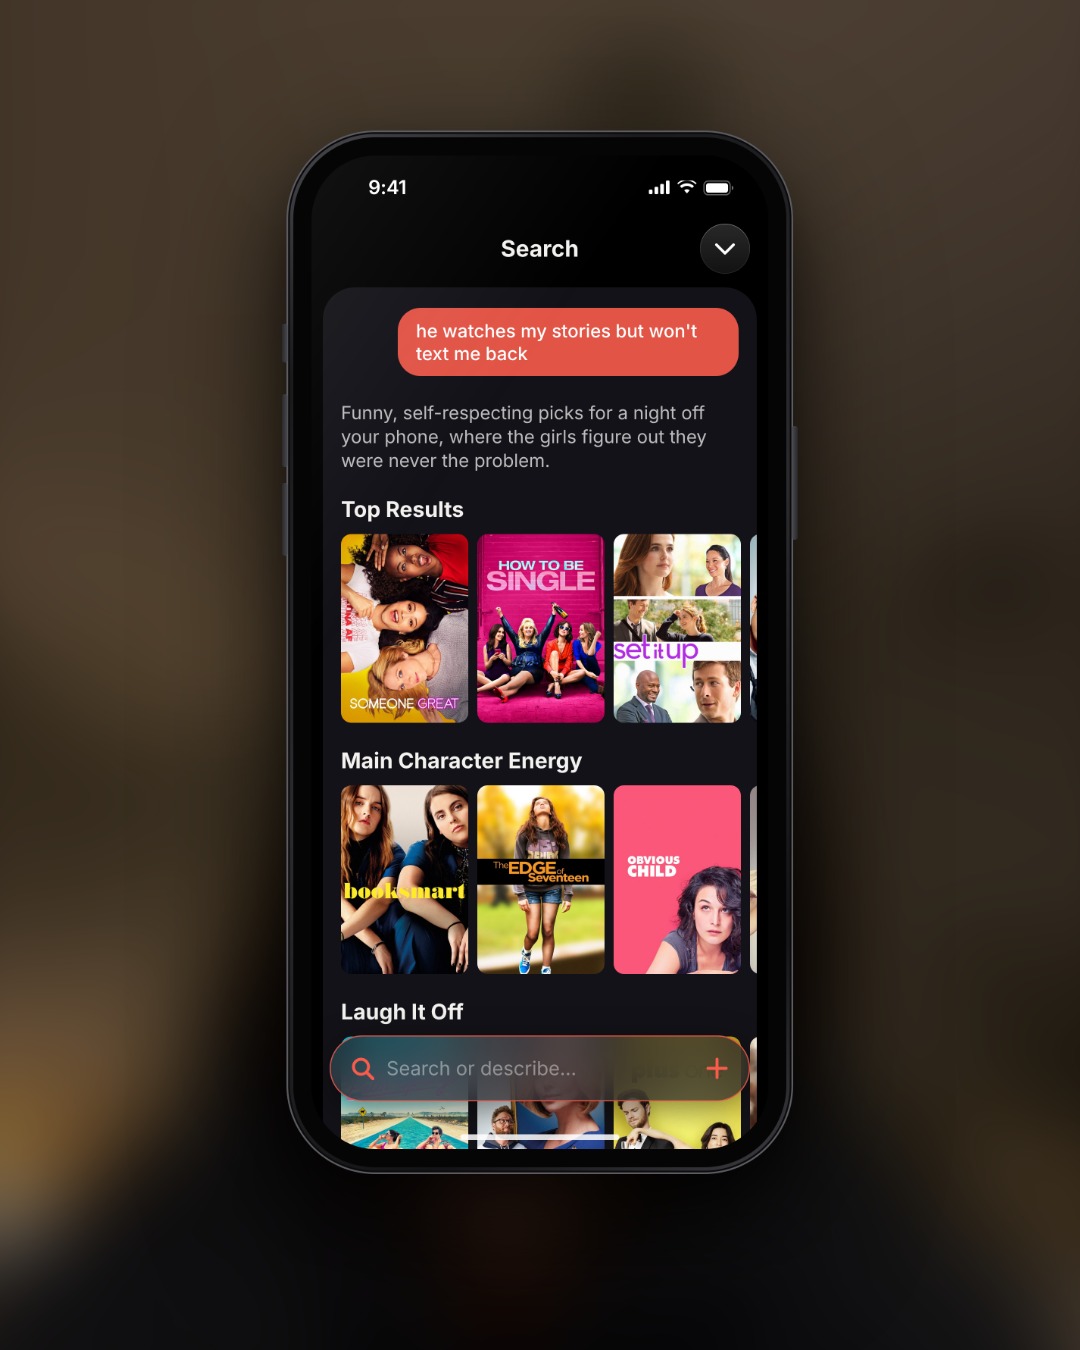 9:41
Search
he watches my stories but won't
text me back
Funny, self-respecting picks for a night off
your phone, where the girls figure out they
were never the problem.
Top Results
SOMEONE GREAT
HOW TO BE
SINGLE
set it up
Main Character Energy
booksmart
The EDGE of
Seventeen
OBVIOUS
CHILD
Laugh It Off
Search or describe...